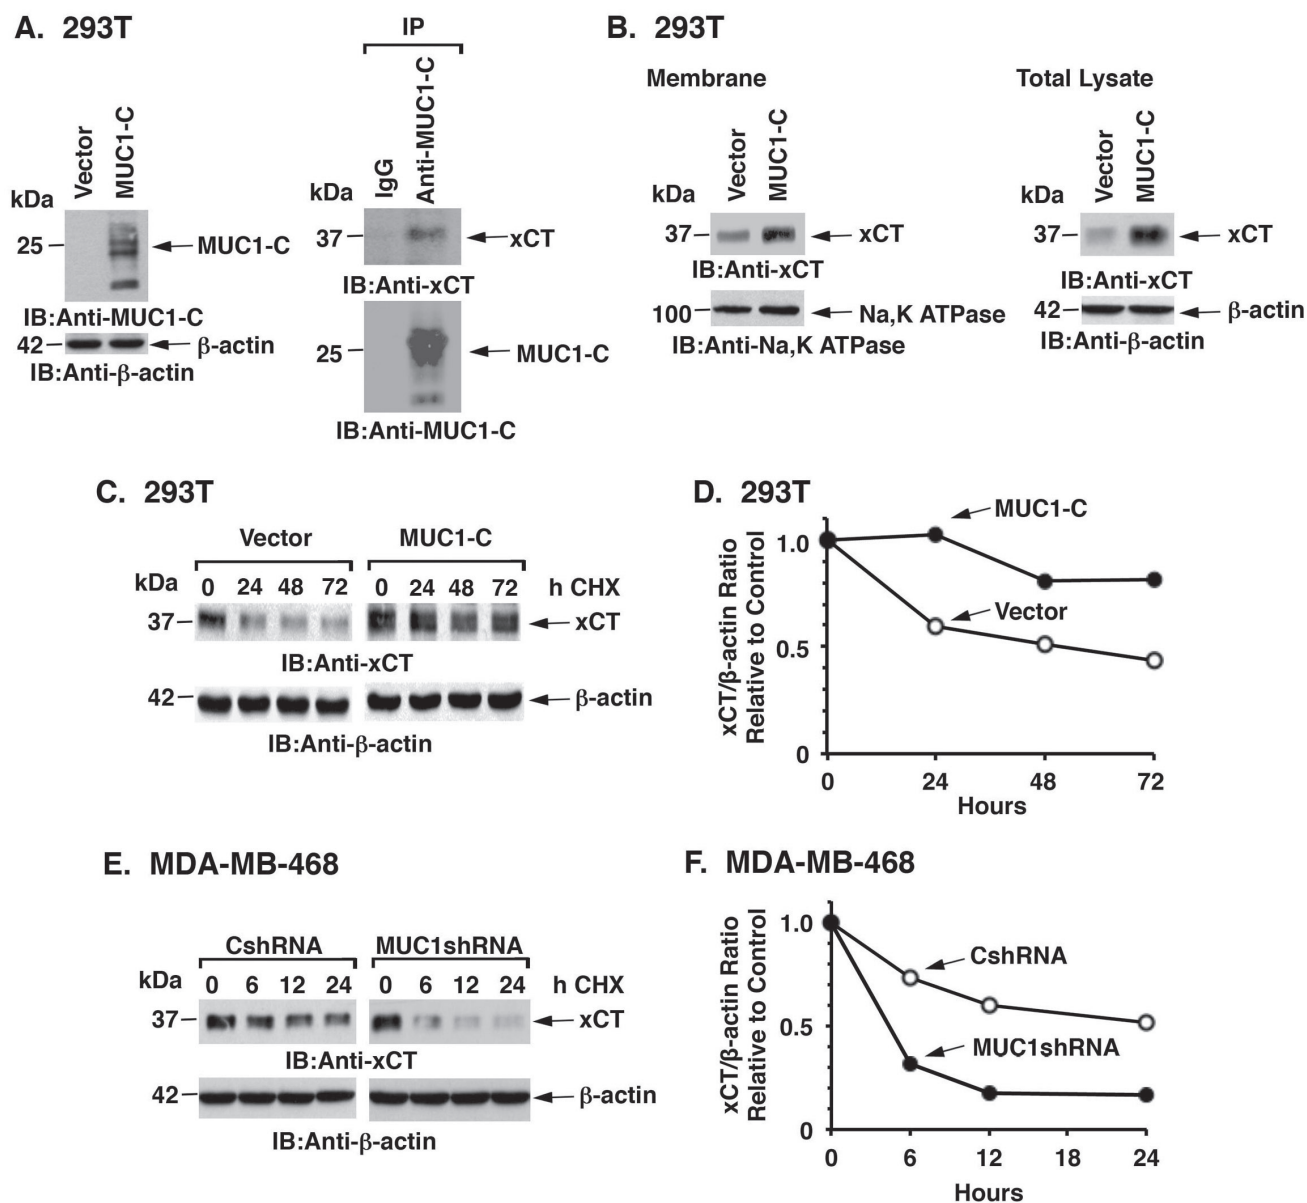 A. 293T
Vector
MUC1-C
kDa
25
MUC1-C
IB:Anti-MUC1-C
42
β-actin
IB:Anti-β-actin
IP
IgG
Anti-MUC1-C
kDa
37
xCT
IB:Anti-xCT
25
MUC1-C
IB:Anti-MUC1-C
B. 293T
Membrane
Vector
MUC1-C
kDa
37
xCT
IB:Anti-xCT
100
Na,K ATPase
IB:Anti-Na,K ATPase
Total Lysate
Vector
MUC1-C
kDa
37
xCT
IB:Anti-xCT
42
β-actin
IB:Anti-β-actin
C. 293T
Vector MUC1-C
kDa 0 24 48 72 0 24 48 72 h CHX
37 xCT
IB:Anti-xCT
42 β-actin
IB:Anti-β-actin
D. 293T
xCT/β-actin Ratio
Relative to Control
1.0
0.5
0
MUC1-C
Vector
0 24 48 72
Hours
E. MDA-MB-468
CshRNA MUC1shRNA
kDa 0 6 12 24 0 6 12 24 h CHX
37 xCT
IB:Anti-xCT
42 β-actin
IB:Anti-β-actin
F. MDA-MB-468
xCT/β-actin Ratio
Relative to Control
1.0
0.5
0
CshRNA
MUC1shRNA
0 6 12 18 24
Hours